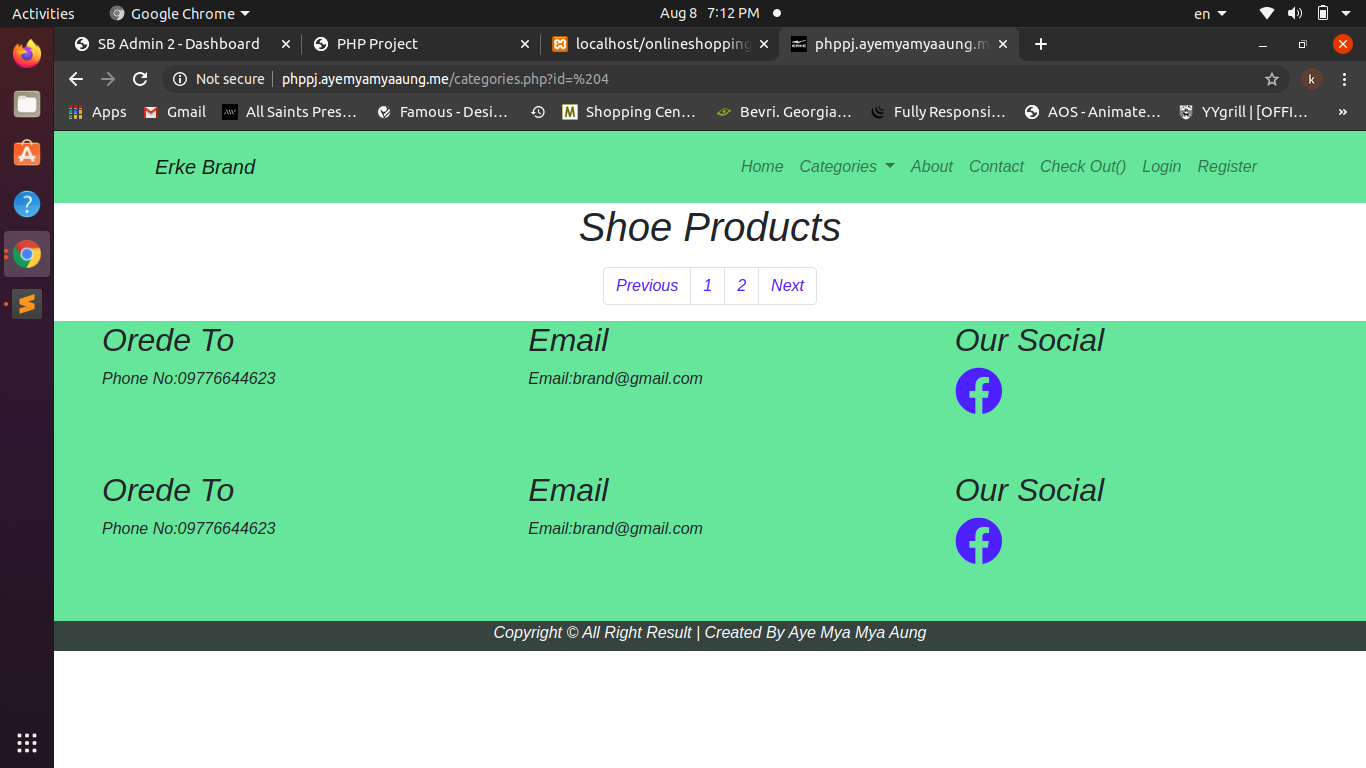 Activities Google Chrome Aug 8 7:12 PM en
SB Admin 2 - Dashboard PHP Project localhost/onlineshopping phppj.ayemyamyaaung.m
Not secure phppj.ayemyamyaaung.me/categories.php?id=%204 k
Apps Gmail All Saints Pres… Famous - Desi… Shopping Cen… Bevri. Georgia… Fully Responsi… AOS - Animate… YYgrill | [OFFI… »
Erke Brand Home Categories About Contact Check Out() Login Register
Shoe Products
Previous 1 2 Next
Orede To Email Our Social
Phone No:09776644623 Email:brand@gmail.com
Orede To Email Our Social
Phone No:09776644623 Email:brand@gmail.com
Copyright © All Right Result | Created By Aye Mya Mya Aung